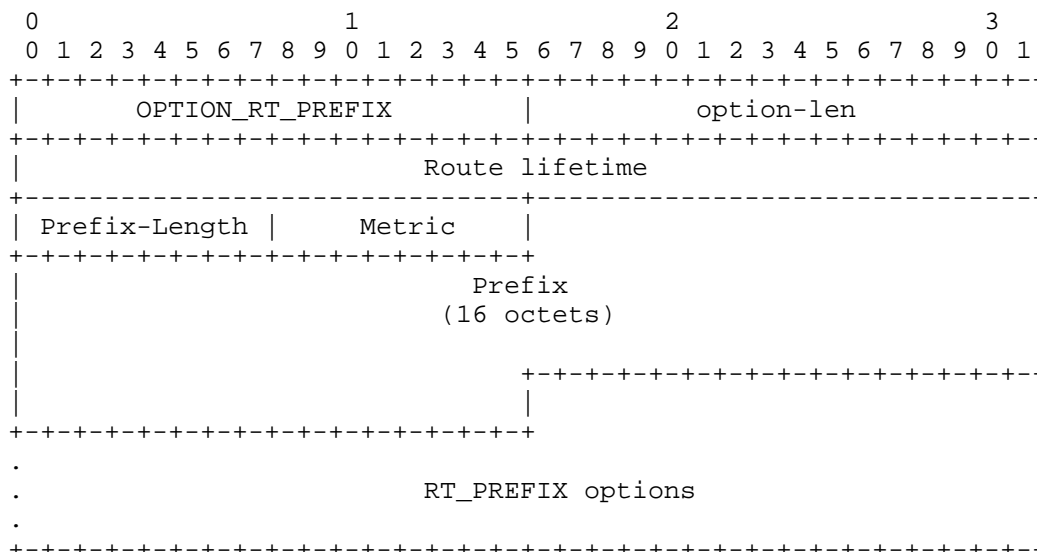 0                   1                   2                   3
0 1 2 3 4 5 6 7 8 9 0 1 2 3 4 5 6 7 8 9 0 1 2 3 4 5 6 7 8 9 0 1
OPTION_RT_PREFIX | option-len
Route lifetime
Prefix-Length | Metric
Prefix
(16 octets)
RT_PREFIX options